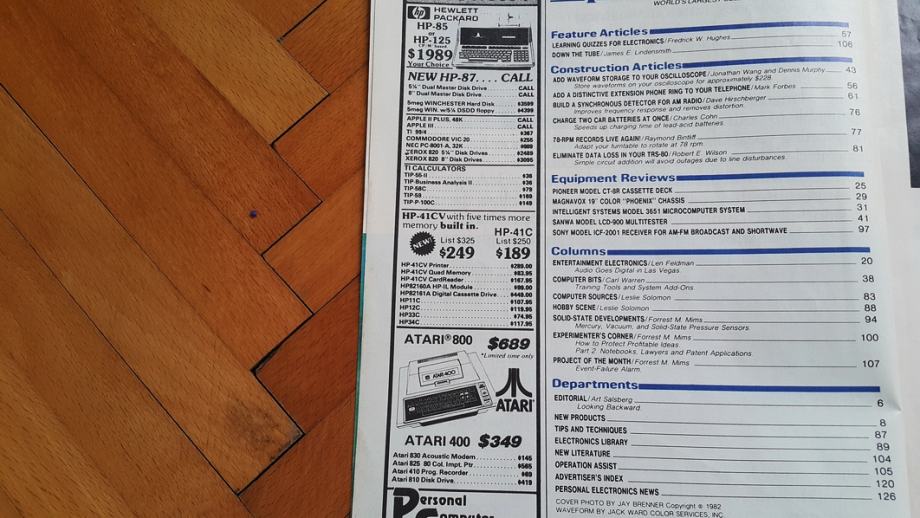 HEWLETT
PACKARD
HP-85
or
HP-125
$1989
Your Choice
NEW HP-87. . . . CALL
5¼" Dual Master Disk Drive CALL
8" Dual Master Disk Drive CALL
5meg WINCHESTER Hard Disk $3599
5meg WIN. w/5¼ DSDD floppy $4399
APPLE II PLUS, 48K CALL
APPLE III CALL
TI 99/4 $367
COMMODORE VIC-20 $256
NEC PC-8001-A, 32K
XEROX 820 5¼" Disk Drives $2489
XEROX 820 8" Disk Drives $3095
TI CALCULATORS
TIP-55-II $36
TIP-Business Analysis II $36
TIP-58C $79
TIP-59 $169
TIP-P-100C $149
HP-41CV with five times more
memory built in.
NEW!
HP-41C
List $325 List $250
$249 $189
HP-41CV Printer $289.00
HP-41CV Quad Memory $83.95
HP-41CV CardReader $167.95
HP82160A HP-IL Module $99.00
HP82161A Digital Cassette Drive $449.00
HP11C $107.95
HP12C $119.95
HP33C $74.95
HP34C $117.95
ATARI® 800 $689
*Limited time only
ATARI 400
ATARI
ATARI 400 $349
Atari 830 Acoustic Modem $145
Atari 825 80 Col. Impt. Ptr. $565
Atari 410 Prog. Recorder $69
Atari 810 Disk Drive $419
Personal
Computer
WORLD'S LARGEST
Feature Articles
LEARNING QUIZZES FOR ELECTRONICS/Fredrick W. Hughes 57
DOWN THE TUBE/James E. Lindensmith 106
Construction Articles
ADD WAVEFORM STORAGE TO YOUR OSCILLOSCOPE/Jonathan Wang and Dennis Murphy 43
Store waveforms on your oscilloscope for approximately $228.
ADD A DISTINCTIVE EXTENSION PHONE RING TO YOUR TELEPHONE/Mark Forbes 56
BUILD A SYNCHRONOUS DETECTOR FOR AM RADIO/Dave Hirschberger 61
Improves frequency response and removes distortion.
CHARGE TWO CAR BATTERIES AT ONCE/Charles Cohn 76
Speeds up charging time of lead-acid batteries.
78-RPM RECORDS LIVE AGAIN!/Raymond Bintliff 77
Adapt your turntable to rotate at 78 rpm.
ELIMINATE DATA LOSS IN YOUR TRS-80/Robert E. Wilson 81
Simple circuit addition will avoid outages due to line disturbances.
Equipment Reviews
PIONEER MODEL CT-8R CASSETTE DECK 25
MAGNAVOX 19" COLOR "PHOENIX" CHASSIS 29
INTELLIGENT SYSTEMS MODEL 3651 MICROCOMPUTER SYSTEM 31
SANWA MODEL LCD-900 MULTITESTER 41
SONY MODEL ICF-2001 RECEIVER FOR AM-FM BROADCAST AND SHORTWAVE 97
Columns
ENTERTAINMENT ELECTRONICS/Len Feldman 20
Audio Goes Digital in Las Vegas.
COMPUTER BITS/Carl Warren 38
Training Tools and System Add-Ons.
COMPUTER SOURCES/Leslie Solomon 83
HOBBY SCENE/Leslie Solomon 88
SOLID-STATE DEVELOPMENTS/Forrest M. Mims 94
Mercury, Vacuum, and Solid-State Pressure Sensors.
EXPERIMENTER'S CORNER/Forrest M. Mims 100
How to Protect Profitable Ideas.
Part 2. Notebooks, Lawyers and Patent Applications.
PROJECT OF THE MONTH/Forrest M. Mims 107
Event-Failure Alarm.
Departments
EDITORIAL/Art Salsberg 6
Looking Backward.
NEW PRODUCTS 8
TIPS AND TECHNIQUES 87
ELECTRONICS LIBRARY 89
NEW LITERATURE 104
OPERATION ASSIST 105
ADVERTISER'S INDEX 120
PERSONAL ELECTRONICS NEWS 126
COVER PHOTO BY JAY BRENNER Copyright © 1982
WAVEFORM BY JACK WARD COLOR SERVICES, INC.